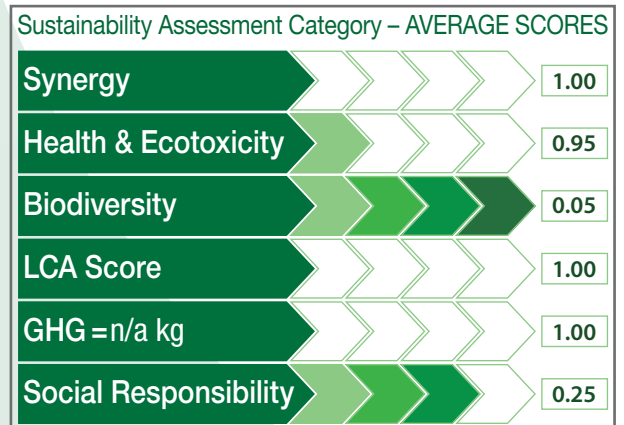 Sustainability Assessment Category – AVERAGE SCORES
Synergy 1.00
Health & Ecotoxicity 0.95
Biodiversity 0.05
LCA Score 1.00
GHG = n/a kg 1.00
Social Responsibility 0.25